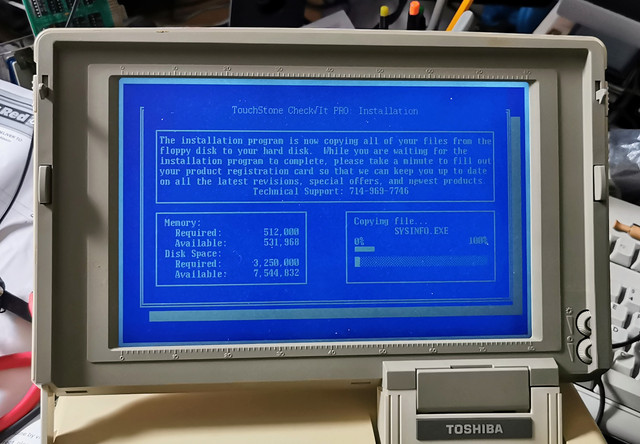 TouchStone Check√It PRO: Installation
The installation program is now copying all of your files from the
floppy disk to your hard disk. While you are waiting for the
installation program to complete, please take a minute to fill out
your product registration card so that we can keep you up to date
on all the latest revisions, special offers, and newest products.
Technical Support: 714-969-7746
Memory:
Required: 512,000
Available: 531,968
Disk Space:
Required: 3,250,000
Available: 7,544,832
Copying file...
SYSINFO.EXE
0% 100%
TOSHIBA